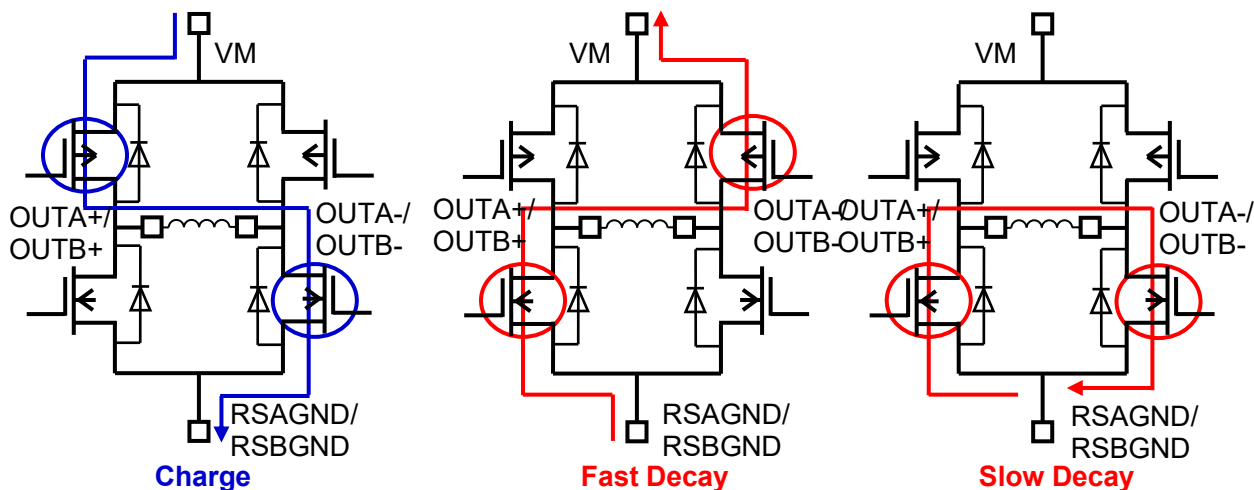 VM
OUTA+/
OUTB+
OUTA-/
OUTB-
RSAGND/
RSBGND
Charge
VM
OUTA+/
OUTB+
OUTA-/
OUTB-
RSAGND/
RSBGND
Fast Decay
VM
OUTA+/
OUTB+
OUTA-/
OUTB-
RSAGND/
RSBGND
Slow Decay